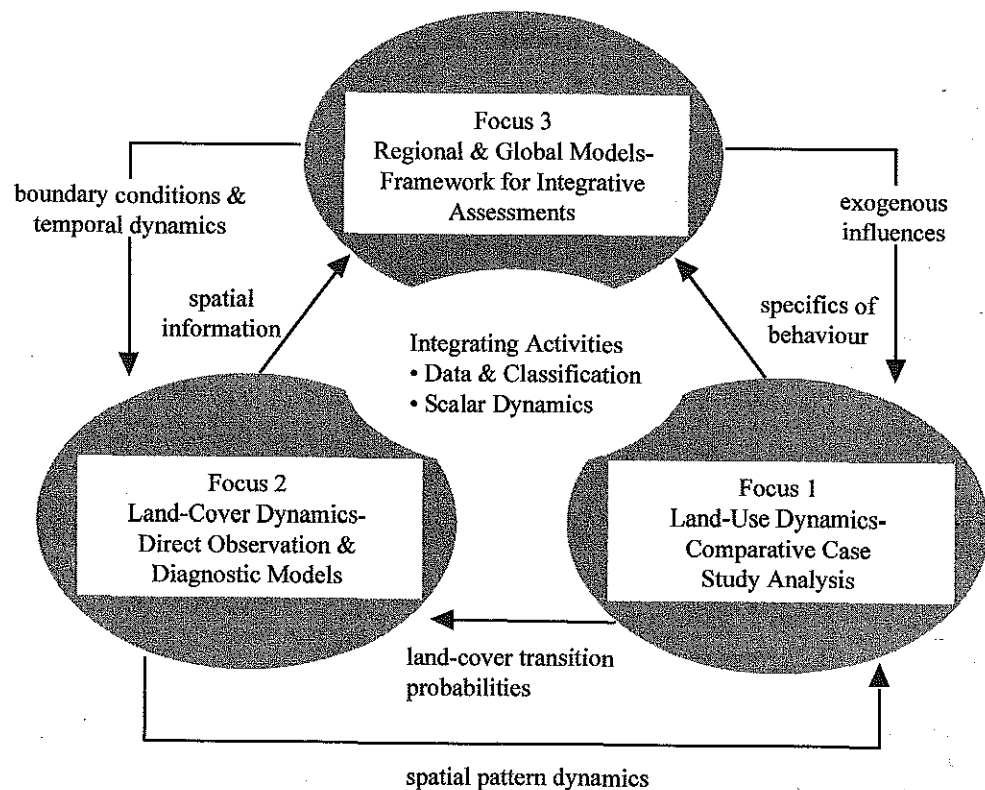 Focus 3
Regional & Global Models-
Framework for Integrative
Assessments
boundary conditions &
temporal dynamics
exogenous
influences
spatial
information
specifics of
behaviour
Integrating Activities
• Data & Classification
• Scalar Dynamics
Focus 2
Land-Cover Dynamics-
Direct Observation &
Diagnostic Models
Focus 1
Land-Use Dynamics-
Comparative Case
Study Analysis
land-cover transition
probabilities
spatial pattern dynamics